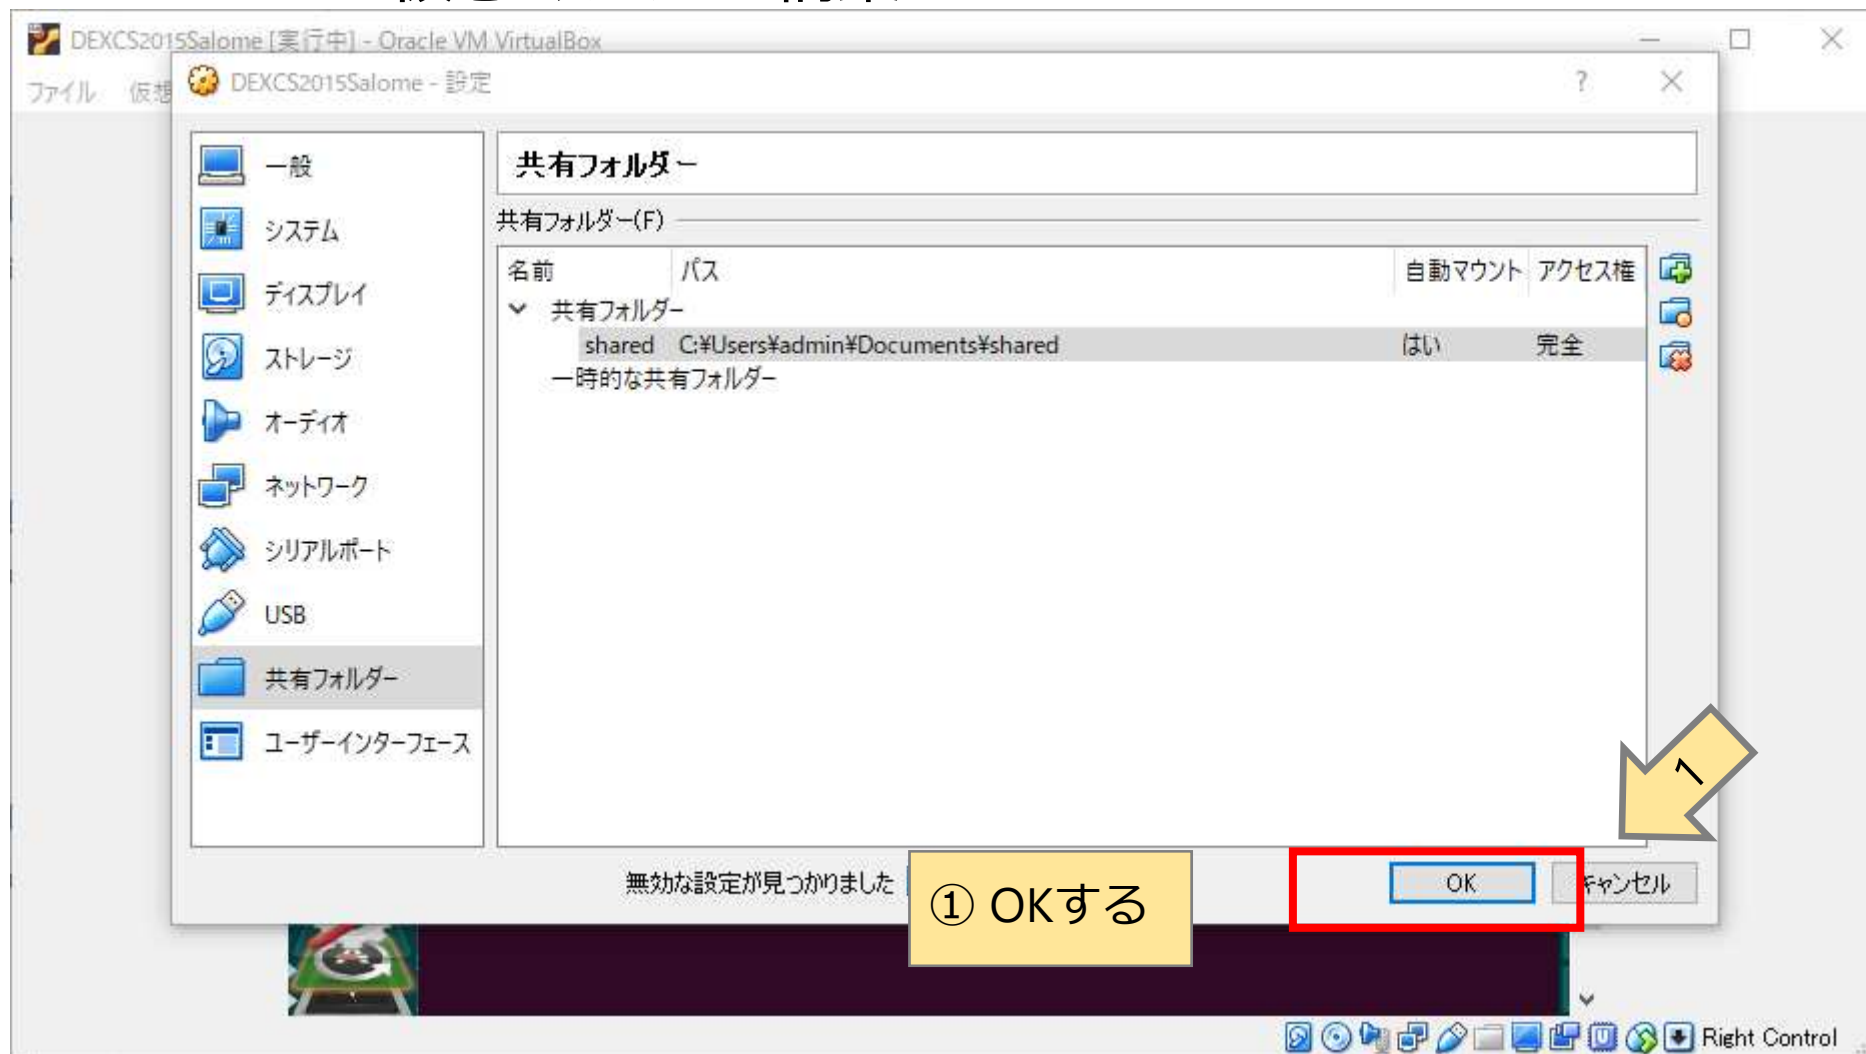 DEXCS2015Salome [実行中] - Oracle VM VirtualBox
ファイル 仮想
DEXCS2015Salome - 設定
?
一般
システム
ディスプレイ
ストレージ
オーディオ
ネットワーク
シリアルポート
USB
共有フォルダー
ユーザーインターフェース
共有フォルダー
共有フォルダー(F)
名前 パス 自動マウント アクセス権
共有フォルダー
shared C:¥Users¥admin¥Documents¥shared はい 完全
一時的な共有フォルダー
1
無効な設定が見つかりました
① OKする
OK
キャンセル
Right Control